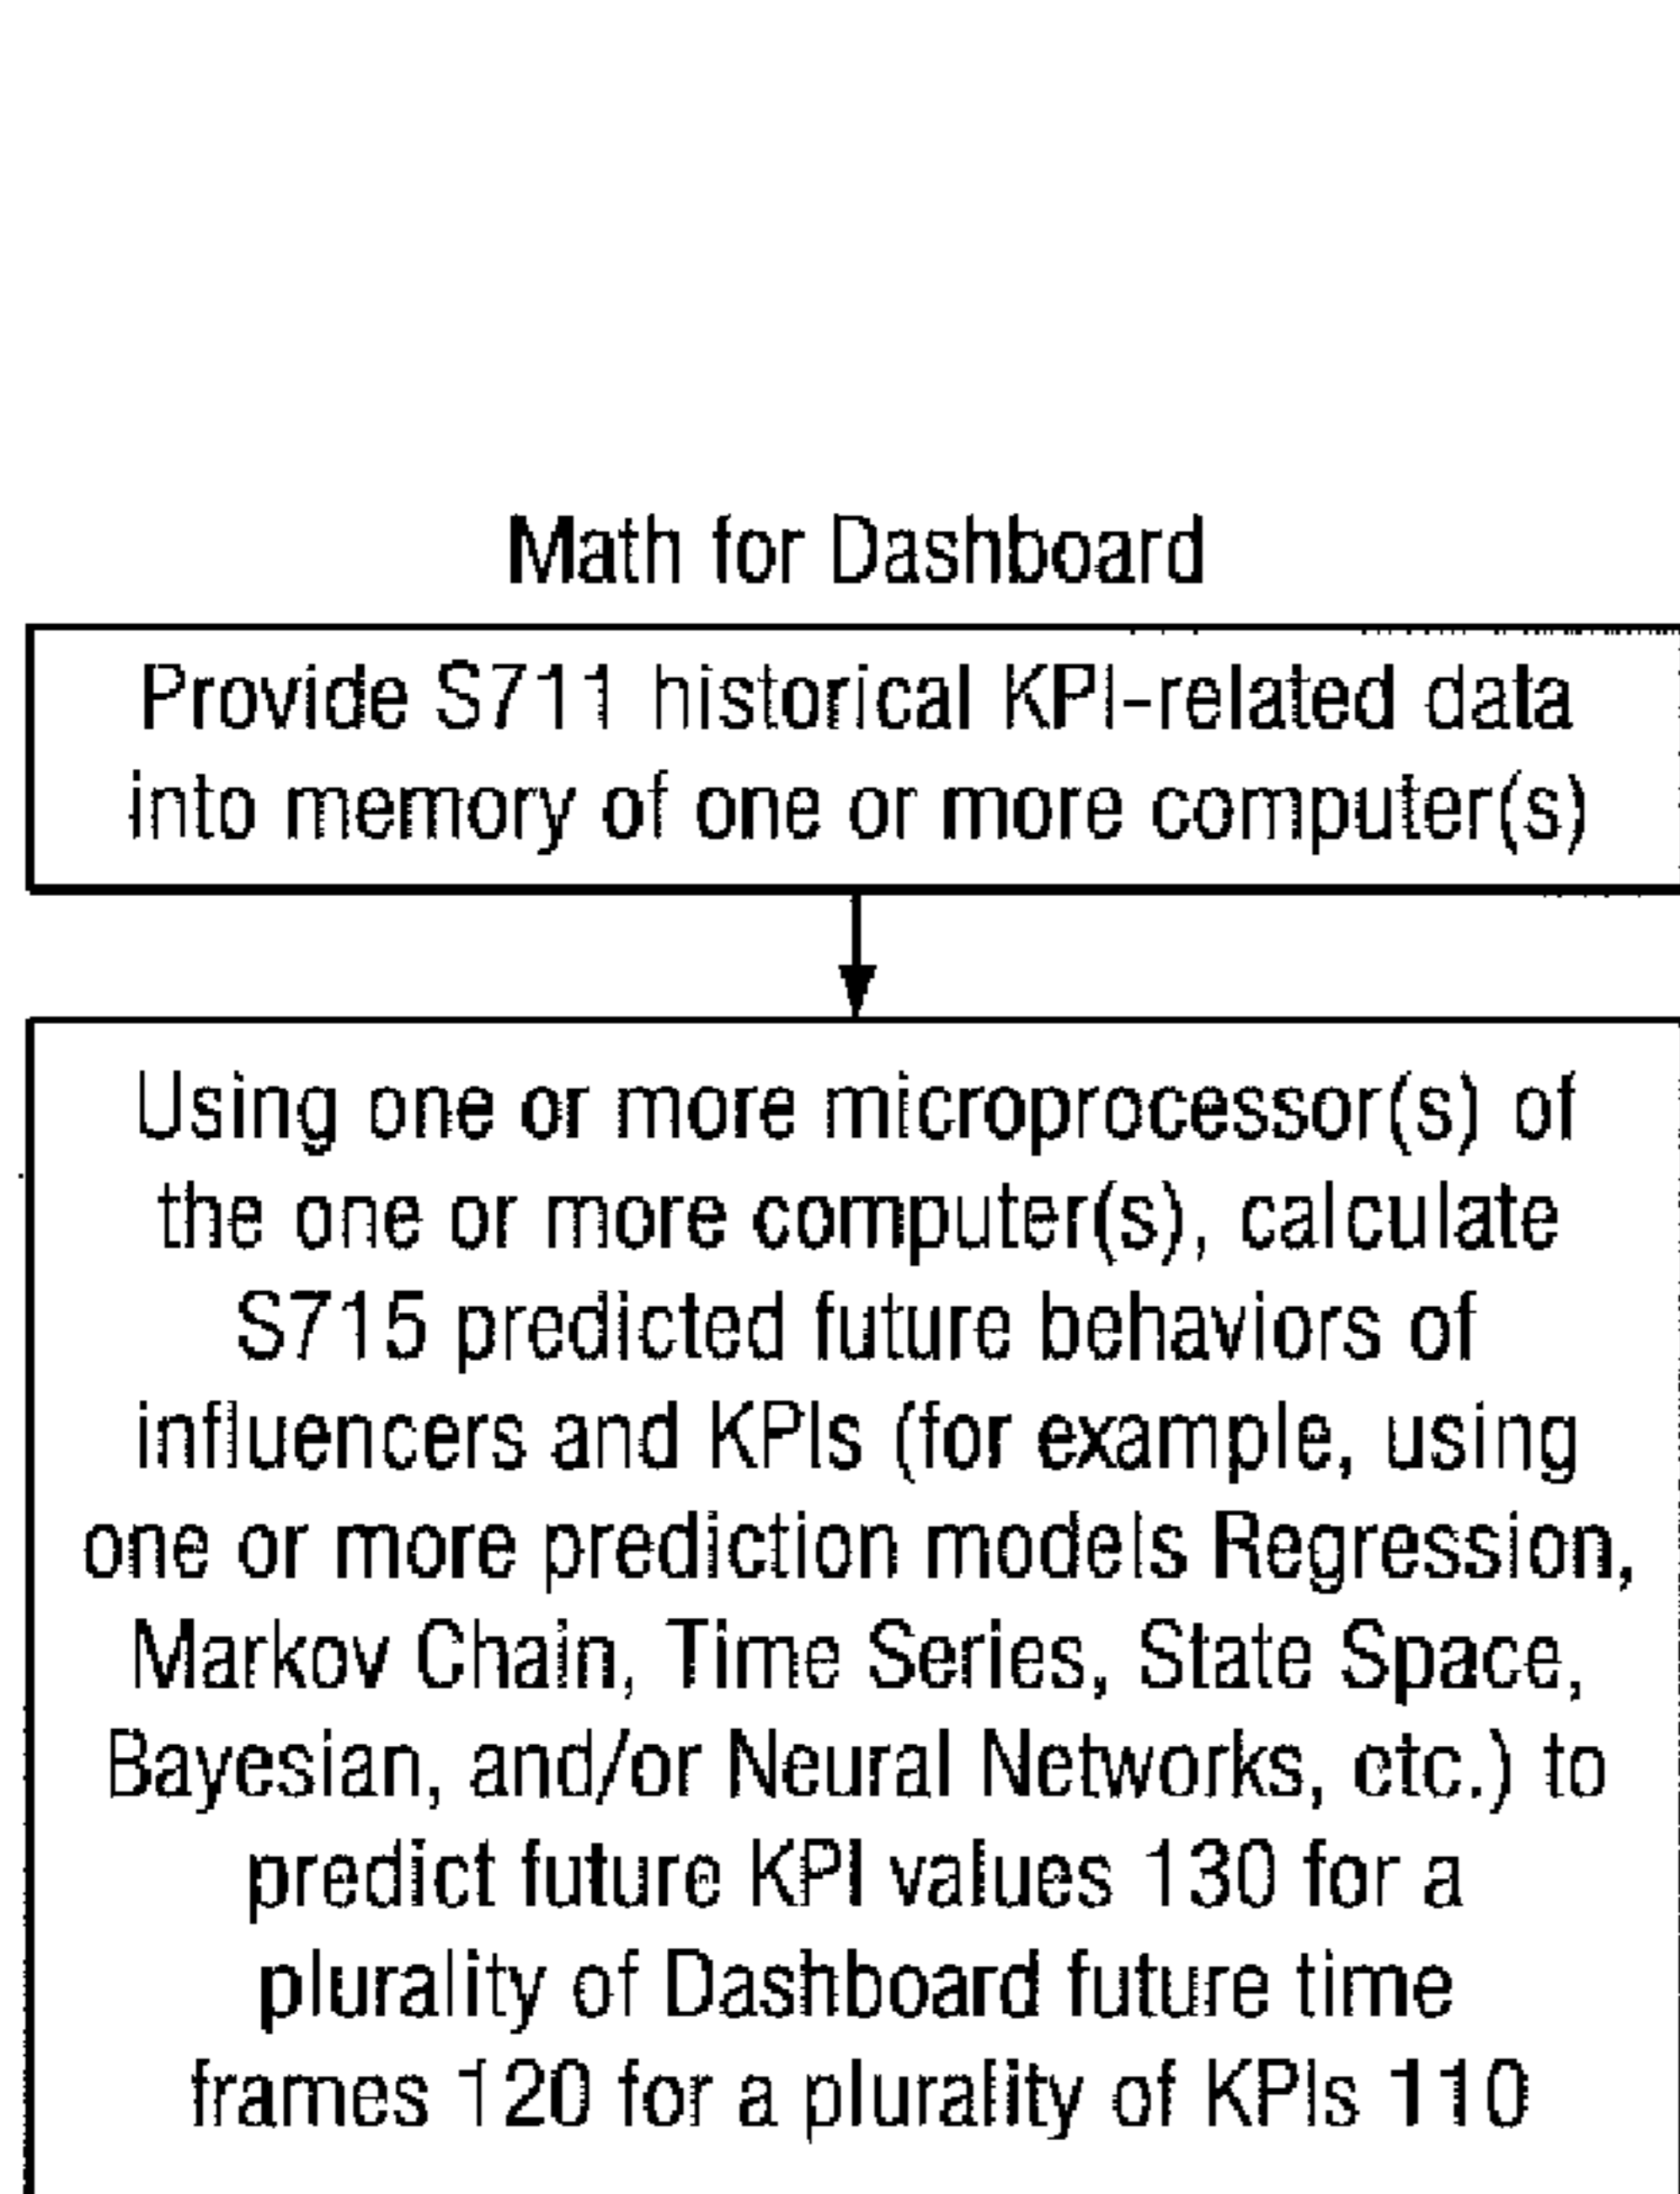 Math for Dashboard
Provide S711 historical KPI-related data
into memory of one or more computer(s)
Using one or more microprocessor(s) of
the one or more computer(s), calculate
S715 predicted future behaviors of
influencers and KPIs (for example, using
one or more prediction models Regression,
Markov Chain, Time Series, State Space,
Bayesian, and/or Neural Networks, etc.) to
predict future KPI values 130 for a
plurality of Dashboard future time
frames 120 for a plurality of KPIs 110